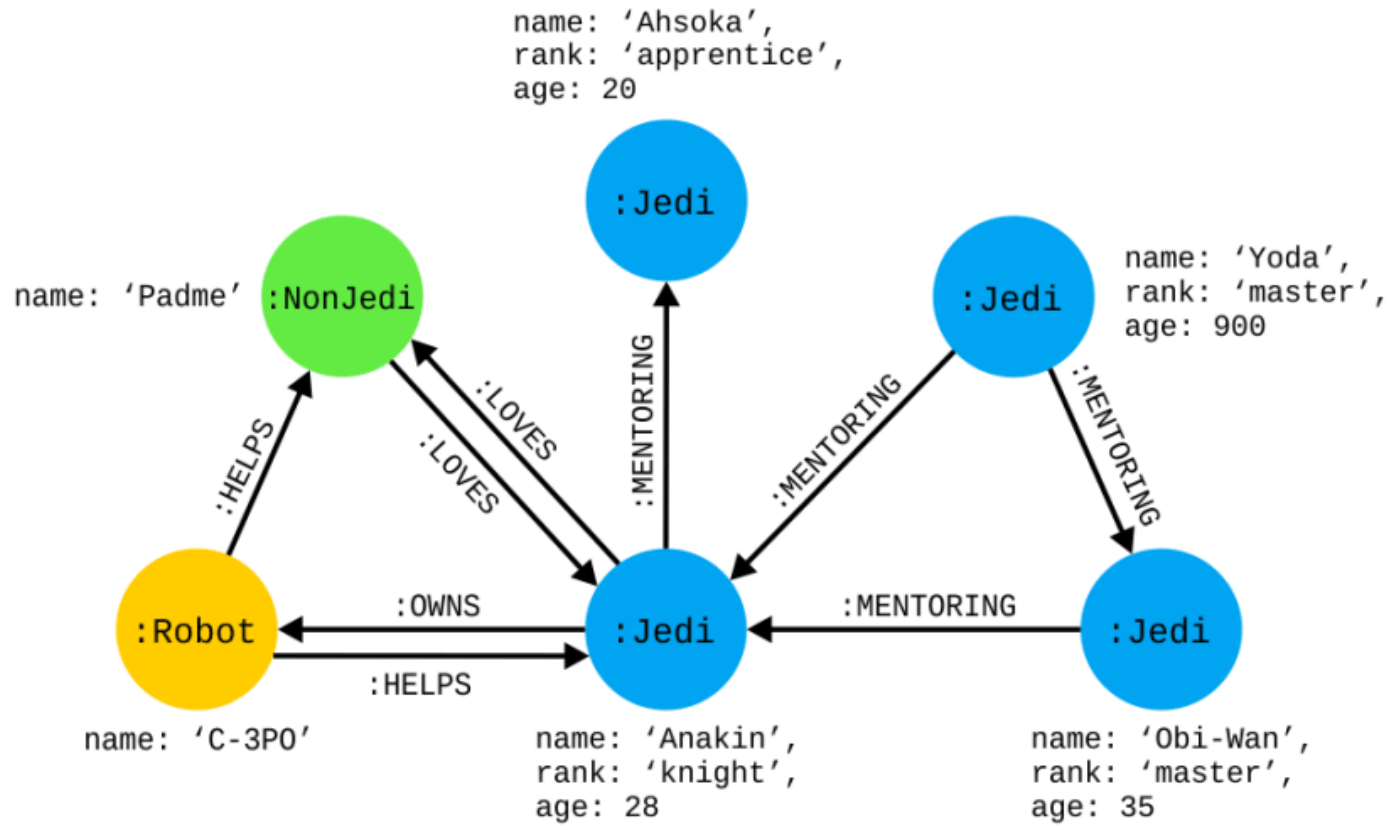 name: ‘Ahsoka’,
rank: ‘apprentice’,
age: 20
:Jedi
name: ‘Padme’
:NonJedi
:Jedi
name: ‘Yoda’,
rank: ‘master’,
age: 900
:HELPS
:LOVES
:LOVES
:MENTORING
:MENTORING
:MENTORING
:Robot
:OWNS
:HELPS
:Jedi
:MENTORING
:Jedi
name: ‘C-3PO’
name: ‘Anakin’,
rank: ‘knight’,
age: 28
name: ‘Obi-Wan’,
rank: ‘master’,
age: 35